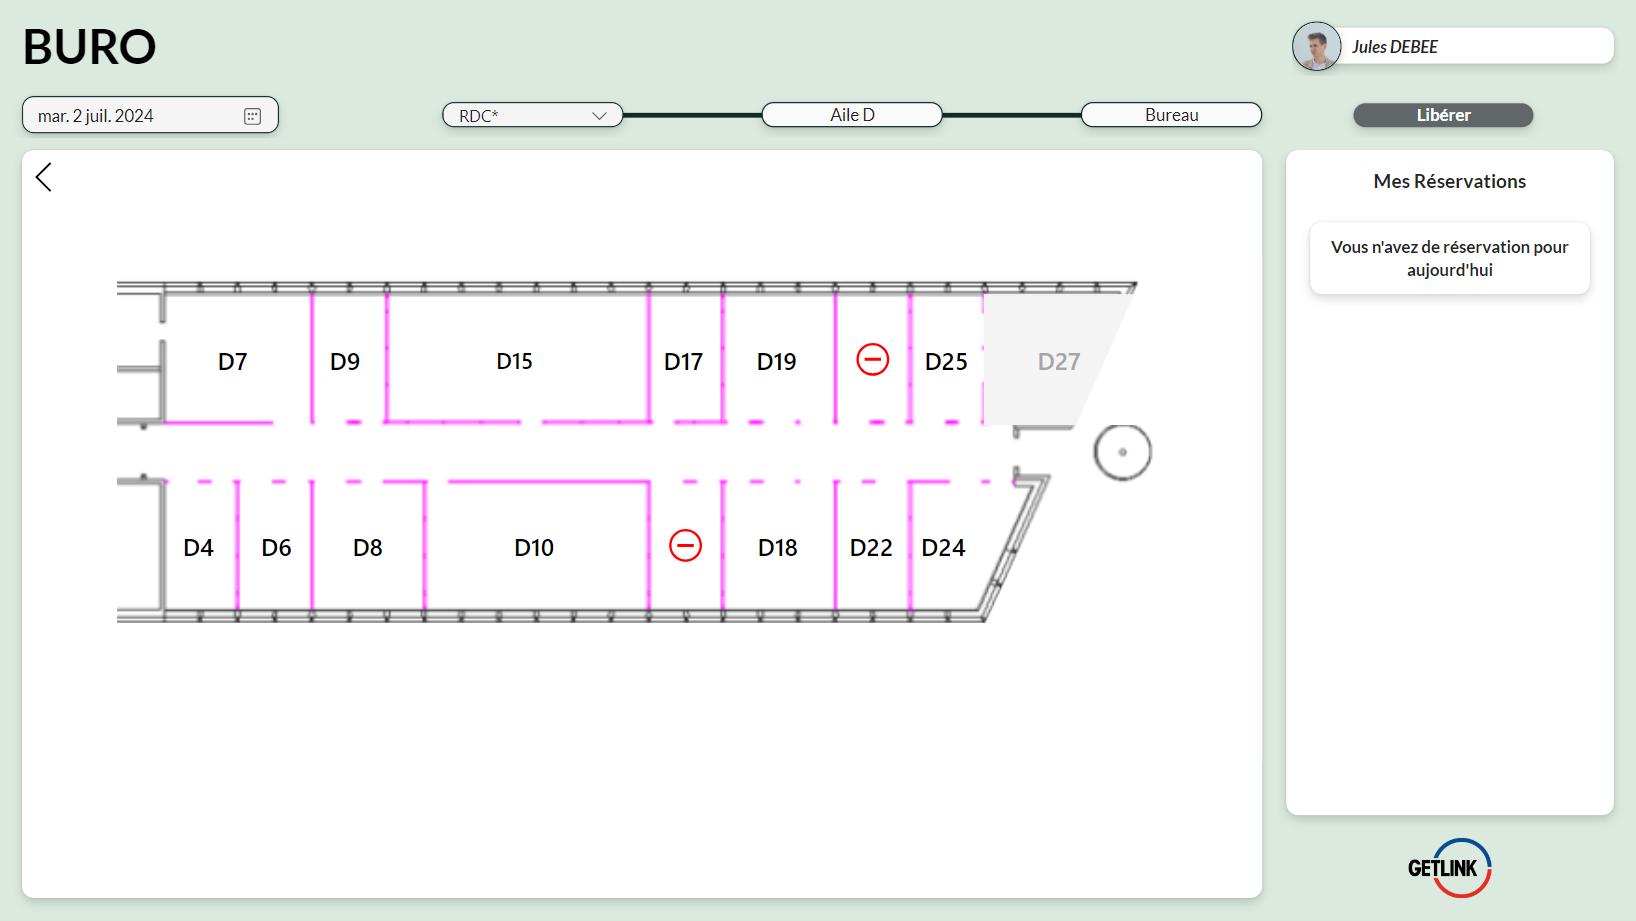 BURO
Jules DEBEE
mar. 2 juil. 2024
RDC*
Aile D
Bureau
Libérer
Mes Réservations
Vous n'avez de réservation pour
aujourd'hui
D7 D9 D15 D17 D19 D25 D27
D4 D6 D8 D10 D18 D22 D24
GETLINK